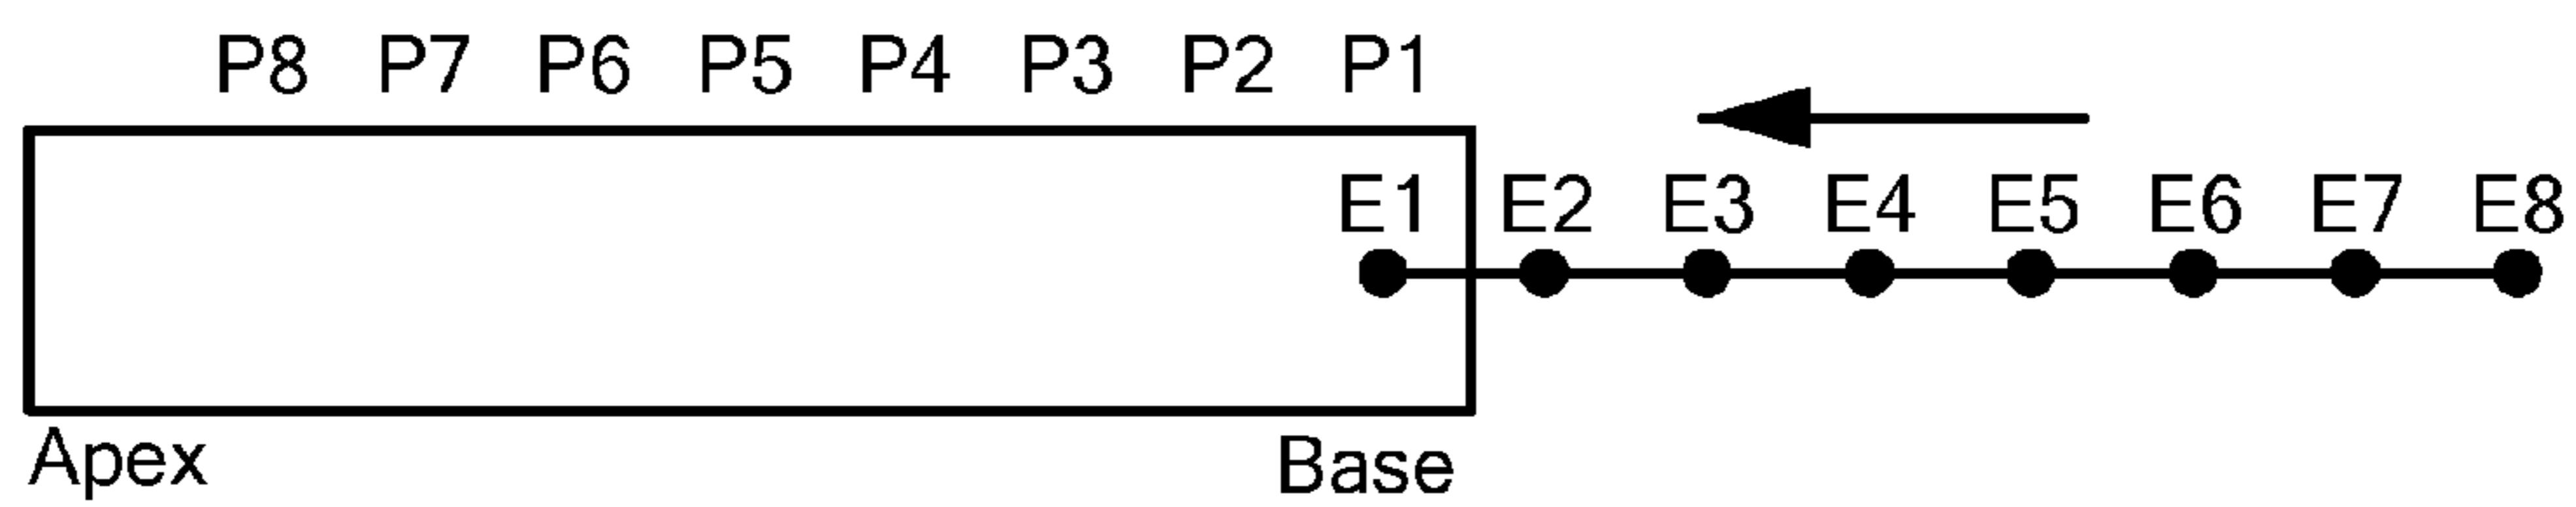 P8 P7 P6 P5 P4 P3 P2 P1
E1 E2 E3 E4 E5 E6 E7 E8
Apex Base